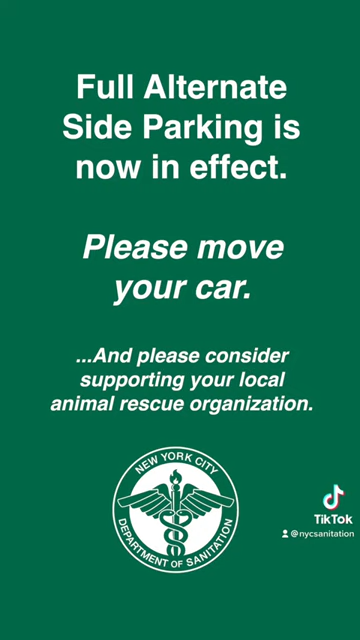 Full Alternate
Side Parking is
now in effect.
Please move
your car.
...And please consider
supporting your local
animal rescue organization.
NEW YORK CITY
DEPARTMENT OF SANITATION
TikTok
@nycsanitation